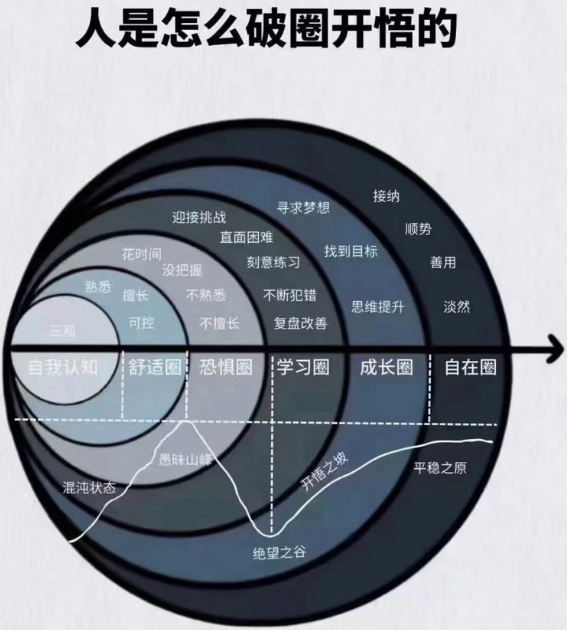 人是怎么破圈开悟的
接纳
寻求梦想
迎接挑战
顺势
直面困难
找到目标
花时间
刻意练习
善用
没把握
熟悉
擅长
不熟悉
不断犯错
思维提升
淡然
可控
不擅长
复盘改善
三观
自我认知
舒适圈
恐惧圈
学习圈
成长圈
自在圈
愚昧山峰
开悟之坡
平稳之原
混沌状态
绝望之谷